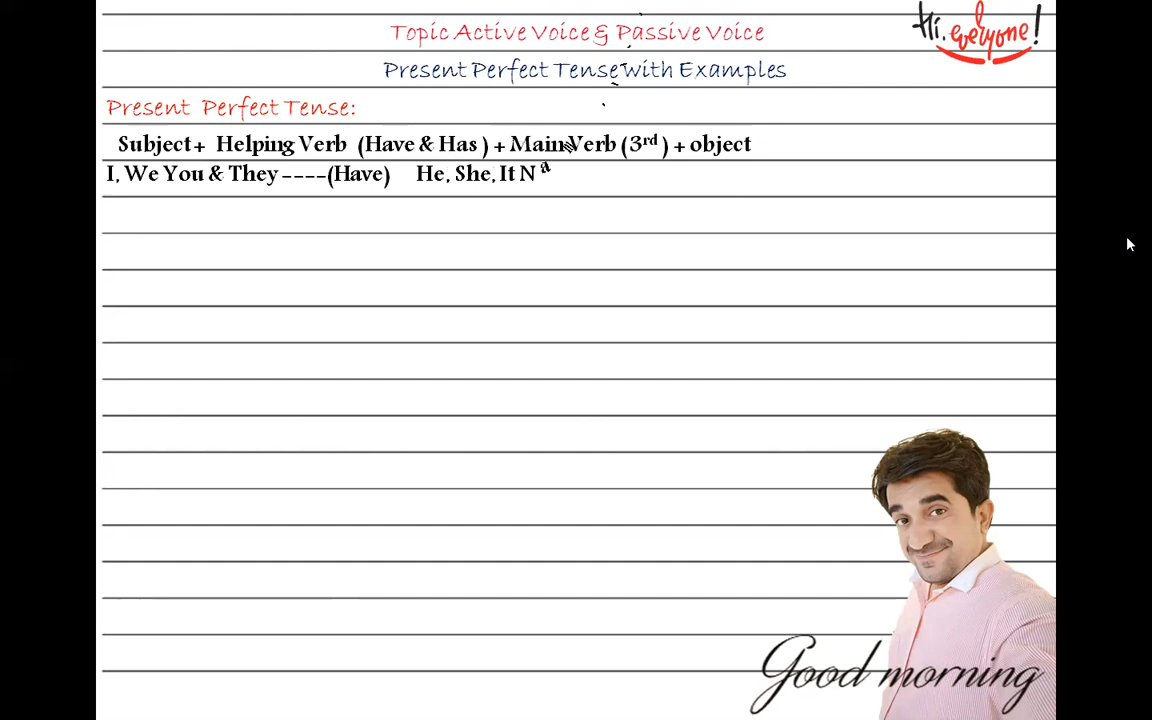 Hi, everyone!
Topic Active Voice & Passive Voice
Present Perfect Tense with Examples
Present Perfect Tense:
Subject+ Helping Verb (Have & Has ) + Main Verb (3rd ) + object
I, We You & They ----(Have) He, She, It N a
Good morning